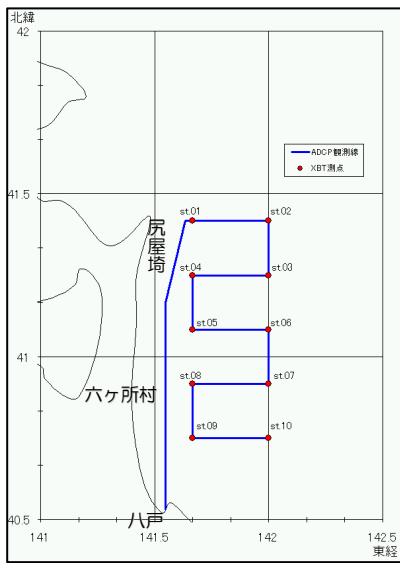 北緯
42
ADCP観測線
XBT測点
41.5
st.01
st.02
尻屋埼
st.04
st.03
st.05
st.06
41
st.08
st.07
六ヶ所村
st.09
st.10
八戸
40.5
141
141.5
142
142.5
東経